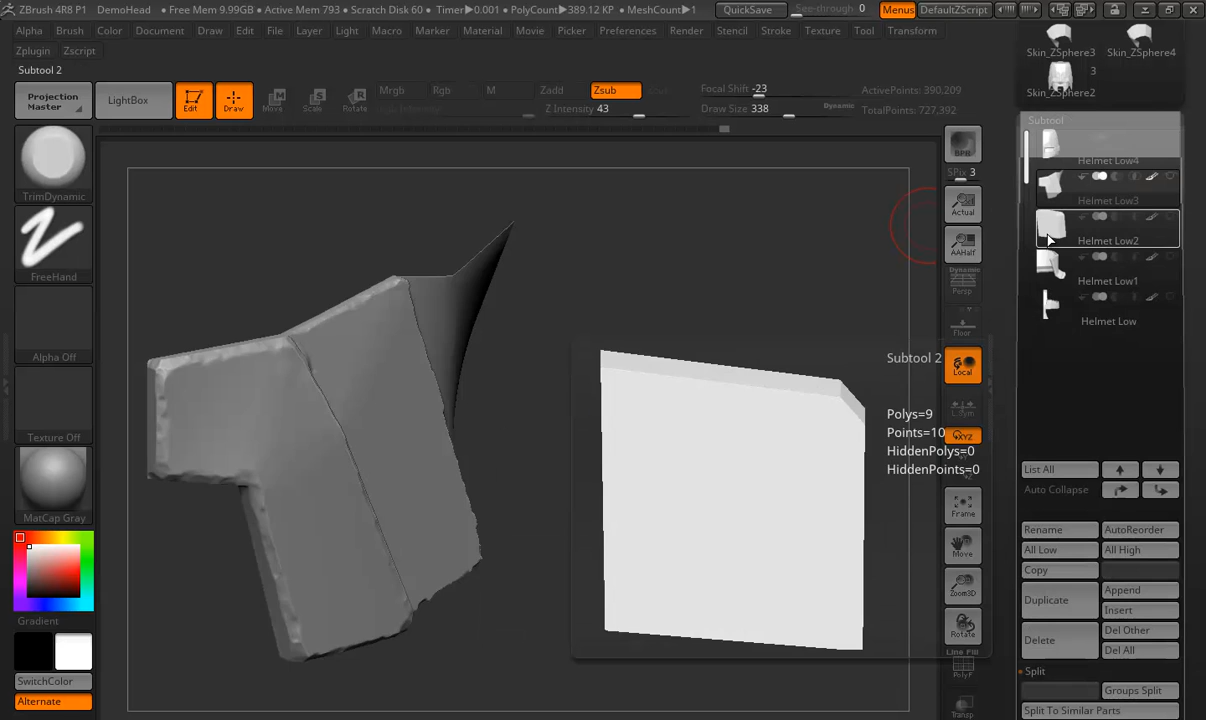 ZBrush 4R8 P1   DemoHead   • Free Mem 9.99GB • Active Mem 793 • Scratch Disk 60 • Timer▶0.001 • PolyCount▶389.12 KP • MeshCount▶1   QuickSave   See-through 0   Menus   DefaultZScript
Alpha   Brush   Color   Document   Draw   Edit   File   Layer   Light   Macro   Marker   Material   Movie   Picker   Preferences   Render   Stencil   Stroke   Texture   Tool   Transform
Zplugin   Zscript
Subtool 2
Projection Master
LightBox
Edit
Draw
Move
Scale
Rotate
Mrgb   Rgb   M   Zadd   Zsub
Rgb Intensity
Z Intensity 43
Focal Shift -23
Draw Size 338   Dynamic
ActivePoints: 390,209
TotalPoints: 727,392
TrimDynamic
FreeHand
Alpha Off
Texture Off
MatCap Gray
Gradient
SwitchColor
Alternate
BPR
SPix 3
Actual
AAHalf
Dynamic
Persp
Floor
Local
L.Sym
XYZ
Frame
Move
Zoom3D
Rotate
Line Fill
PolyF
Transp
Subtool 2
Polys=9
Points=10
HiddenPolys=0
HiddenPoints=0
Skin_ZSphere3   Skin_ZSphere4
3
Skin_ZSphere2
Subtool
Helmet Low4
Helmet Low3
Helmet Low2
Helmet Low1
Helmet Low
List All
Auto Collapse
Rename   AutoReorder
All Low   All High
Copy
Duplicate   Append
Insert
Delete   Del Other
Del All
Split
Groups Split
Split To Similar Parts